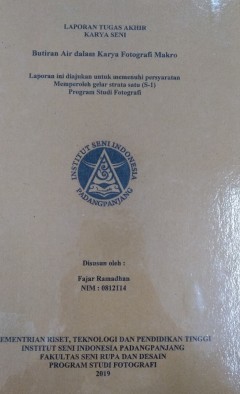 LAPORAN TUGAS AKHIR
KARYA SENI
Butiran Air dalam Karya Fotografi Makro
Laporan ini diajukan untuk memenuhi persyaratan
Memperoleh gelar strata satu (S-1)
Program Studi Fotografi
INSTITUT SENI INDONESIA
PADANGPANJANG
Disusun oleh :
Fajar Ramadhan
NIM : 0812114
KEMENTRIAN RISET, TEKNOLOGI DAN PENDIDIKAN TINGGI
INSTITUT SENI INDONESIA PADANGPANJANG
FAKULTAS SENI RUPA DAN DESAIN
PROGRAM STUDI FOTOGRAFI
2019